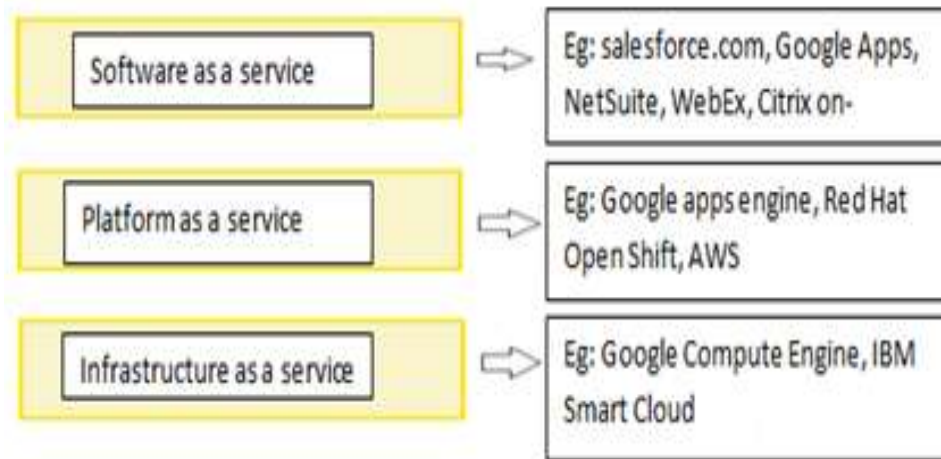 Software as a service
Eg: salesforce.com, Google Apps,
NetSuite, WebEx, Citrix on-
Platform as a service
Eg: Google apps engine, Red Hat
Open Shift, AWS
Infrastructure as a service
Eg: Google Compute Engine, IBM
Smart Cloud